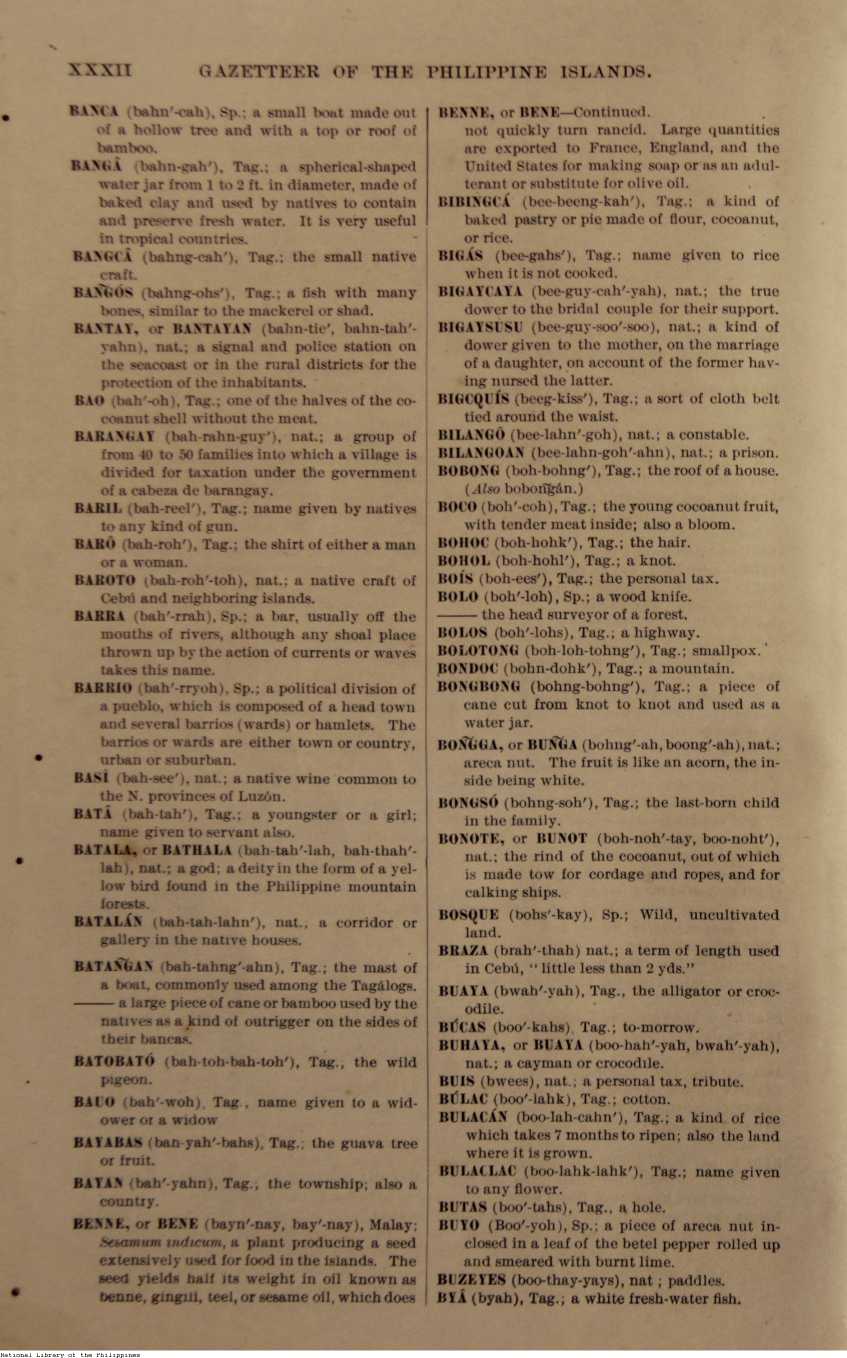 XXXII GAZETTEER OF THE PHILIPPINE ISLANDS.
BANCA (bahn'-cah), Sp.; a small boat made out
of a hollow tree and with a top or roof of
bamboo.
BANGÂ (bahn-gah'), Tag.; a spherical-shaped
water jar from 1 to 2 ft. in diameter, made of
baked clay and used by natives to contain
and preserve fresh water. It is very useful
in tropical countries.
BANGCÂ (bahng-cah'), Tag.; the small native
craft.
BAÑGÓS (bahng-ohs'), Tag.; a fish with many
bones, similar to the mackerel or shad.
BANTAY, or BANTAYAN (bahn-tie', bahn-tah'-
yahn), nat.; a signal and police station on
the seacoast or in the rural districts for the
protection of the inhabitants.
BAO (bah'-oh), Tag.; one of the halves of the co-
coanut shell without the meat.
BARANGAY (bah-rahn-guy'), nat.; a group of
from 40 to 50 families into which a village is
divided for taxation under the government
of a cabeza de barangay.
BARIL (bah-reel'), Tag.; name given by natives
to any kind of gun.
BARÒ (bah-roh'), Tag.; the shirt of either a man
or a woman.
BAROTO (bah-roh'-toh), nat.; a native craft of
Cebú and neighboring islands.
BARRA (bah'-rrah), Sp.; a bar, usually off the
mouths of rivers, although any shoal place
thrown up by the action of currents or waves
takes this name.
BARRIO (bah'-rryoh), Sp.; a political division of
a pueblo, which is composed of a head town
and several barrios (wards) or hamlets. The
barrios or wards are either town or country,
urban or suburban.
BASÌ (bah-see'), nat.; a native wine common to
the N. provinces of Luzón.
BATÀ (bah-tah'), Tag.; a youngster or a girl;
name given to servant also.
BATALA, or BATHALA (bah-tah'-lah, bah-thah'-
lah), nat.; a god; a deity in the form of a yel-
low bird found in the Philippine mountain
forests.
BATALÁN (bah-tah-lahn'), nat., a corridor or
gallery in the native houses.
BATAÑGAN (bah-tahng'-ahn), Tag.; the mast of
a boat, commonly used among the Tagálogs.
—— a large piece of cane or bamboo used by the
natives as a kind of outrigger on the sides of
their bancas.
BATOBATÓ (bah-toh-bah-toh'), Tag., the wild
pigeon.
BAUO (bah'-woh), Tag., name given to a wid-
ower or a widow
BAYABAS (ban-yah'-bahs), Tag.; the guava tree
or fruit.
BAYAN (bah'-yahn), Tag., the township; also a
country.
BENNE, or BENE (bayn'-nay, bay'-nay), Malay;
Sesamum indicum, a plant producing a seed
extensively used for food in the islands. The
seed yields half its weight in oil known as
benne, gingili, teel, or sesame oil, which does
BENNE, or BENE—Continued.
not quickly turn rancid. Large quantities
are exported to France, England, and the
United States for making soap or as an adul-
terant or substitute for olive oil.
BIBINGCÁ (bee-beeng-kah'), Tag.; a kind of
baked pastry or pie made of flour, cocoanut,
or rice.
BIGÁS (bee-gahs'), Tag.; name given to rice
when it is not cooked.
BIGAYCAYA (bee-guy-cah'-yah), nat.; the true
dower to the bridal couple for their support.
BIGAYSUSU (bee-guy-soo'-soo), nat.; a kind of
dower given to the mother, on the marriage
of a daughter, on account of the former hav-
ing nursed the latter.
BIGCQUÍS (beeg-kiss'), Tag.; a sort of cloth belt
tied around the waist.
BILANGÒ (bee-lahn'-goh), nat.; a constable.
BILANGOAN (bee-lahn-goh'-ahn), nat.; a prison.
BOBONG (boh-bohng'), Tag.; the roof of a house.
(Also boboñgán.)
BOCO (boh'-coh), Tag.; the young cocoanut fruit,
with tender meat inside; also a bloom.
BOHOC (boh-hohk'), Tag.; the hair.
BOHOL (boh-hohl'), Tag.; a knot.
BOÍS (boh-ees'), Tag.; the personal tax.
BOLO (boh'-loh), Sp.; a wood knife.
—— the head surveyor of a forest.
BOLOS (boh'-lohs), Tag.; a highway.
BOLOTONG (boh-loh-tohng'), Tag.; smallpox.
BONDOC (bohn-dohk'), Tag.; a mountain.
BONGBONG (bohng-bohng'), Tag.; a piece of
cane cut from knot to knot and used as a
water jar.
BOÑGGA, or BUÑGA (bohng'-ah, boong'-ah), nat.;
areca nut. The fruit is like an acorn, the in-
side being white.
BONGSÓ (bohng-soh'), Tag.; the last-born child
in the family.
BONOTE, or BUNOT (boh-noh'-tay, boo-noht'),
nat.; the rind of the cocoanut, out of which
is made tow for cordage and ropes, and for
calking ships.
BOSQUE (bohs'-kay), Sp.; Wild, uncultivated
land.
BRAZA (brah'-thah) nat.; a term of length used
in Cebú, "little less than 2 yds."
BUAYA (bwah'-yah), Tag., the alligator or croc-
odile.
BÚCAS (boo'-kahs), Tag.; to-morrow.
BUHAYA, or BUAYA (boo-hah'-yah, bwah'-yah),
nat.; a cayman or crocodile.
BUIS (bwees), nat.; a personal tax, tribute.
BÚLAC (boo'-lahk), Tag.; cotton.
BULACÁN (boo-lah-cahn'), Tag.; a kind of rice
which takes 7 months to ripen; also the land
where it is grown.
BULACLAC (boo-lahk-lahk'), Tag.; name given
to any flower.
BUTAS (boo'-tahs), Tag., a hole.
BUYO (Boo'-yoh), Sp.; a piece of areca nut in-
closed in a leaf of the betel pepper rolled up
and smeared with burnt lime.
BUZEYES (boo-thay-yays), nat; paddles.
BYÁ (byah), Tag.; a white fresh-water fish.
National Library of the Philippines